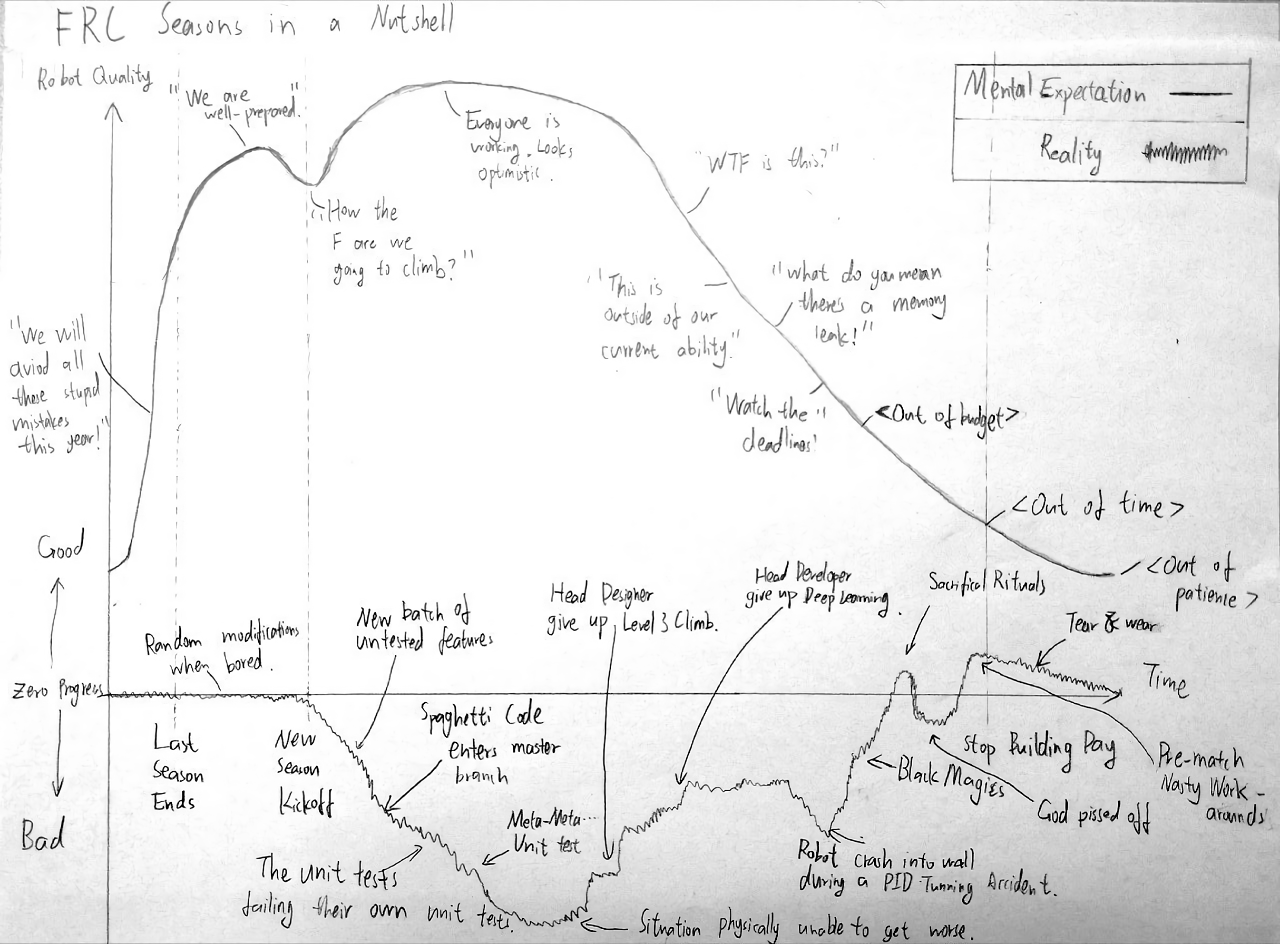 FRC Seasons in a Nutshell
Robot Quality
Mental Expectation
Reality
"We are
well-prepared."
Everyone is
working. Looks
optimistic.
"How the
F are we
going to climb?"
"WTF is this?"
"This is
outside of our
current ability."
"what do you mean
there's a memory
leak!"
"We will
aviod all
those stupid
mistakes
this year!"
"Watch the
deadlines!"
<Out of budget>
<Out of time>
<Out of
patience>
Good
Zero Progress
Bad
Time
Random modifications
when bored.
New batch of
untested features
Head Designer
give up Level 3 Climb.
Head Developer
give up Deep Learning.
Sacrifical Rituals
Tear & wear
Last
Season
Ends
New
Season
Kickoff
Spaghetti Code
enters master
branch
Meta-Meta-...
Unit test
The unit tests
failing their own unit tests.
Situation physically unable to get worse.
Robot crash into wall
during a PID Tunning Accident.
Black Magics
Stop Building Day
God pissed off
Pre-match
Nasty Work-
arounds